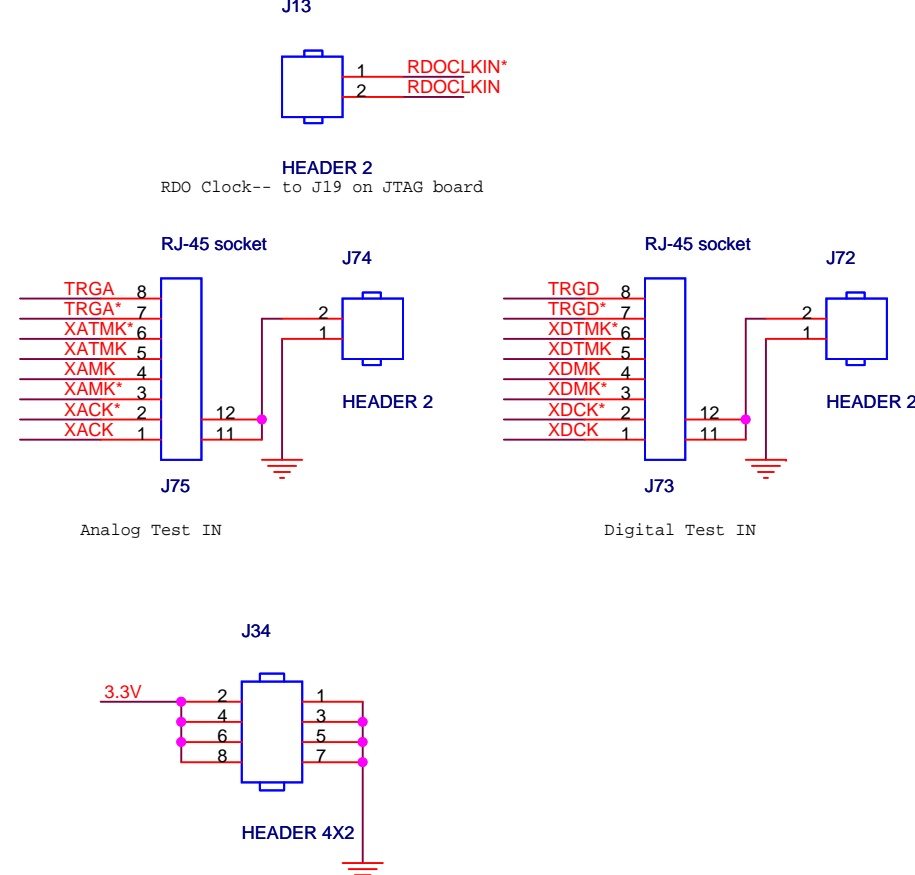 J13
1 RDOCLKIN*
2 RDOCLKIN
HEADER 2
RDO Clock-- to J19 on JTAG board
RJ-45 socket
J74
TRGA 8
TRGA* 7
XATMK* 6
XATMK 5
XAMK 4
XAMK* 3
XACK* 2
XACK 1
12
11
2
1
HEADER 2
J75
Analog Test IN
RJ-45 socket
J72
TRGD 8
TRGD* 7
XDTMK* 6
XDTMK 5
XDMK 4
XDMK* 3
XDCK* 2
XDCK 1
12
11
2
1
HEADER 2
J73
Digital Test IN
J34
3.3V
2 1
4 3
6 5
8 7
HEADER 4X2